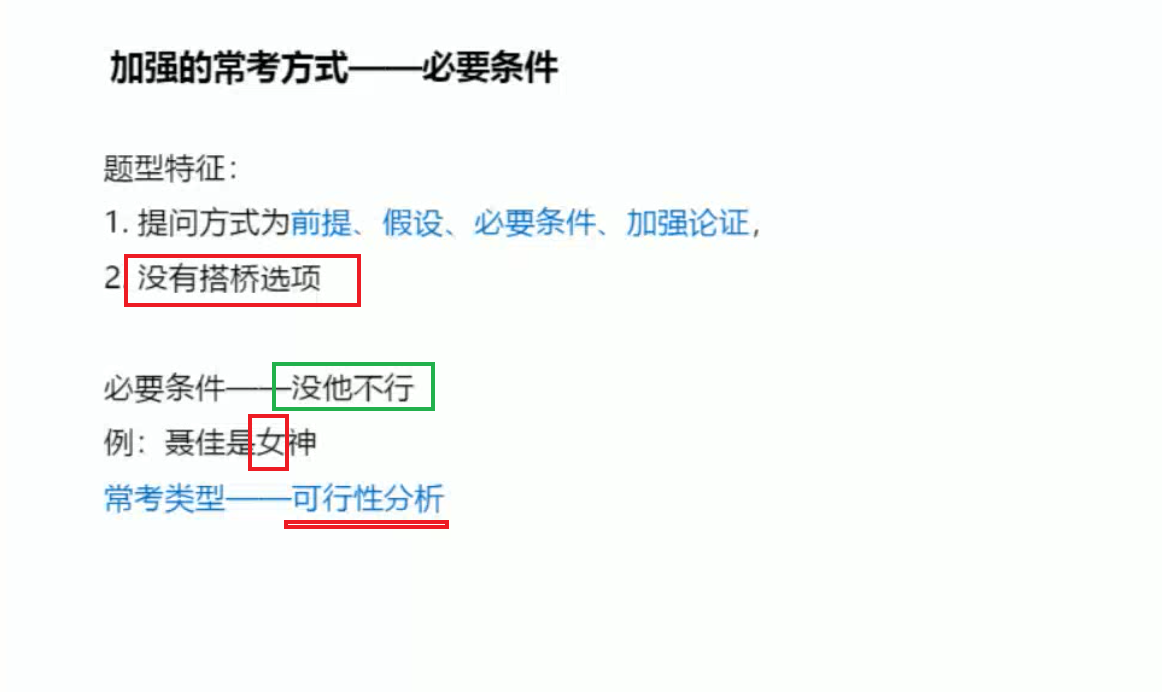 加强的常考方式——必要条件
题型特征：
1. 提问方式为前提、假设、必要条件、加强论证，
2. 没有搭桥选项
必要条件——没他不行
例：聂佳是女神
常考类型——可行性分析